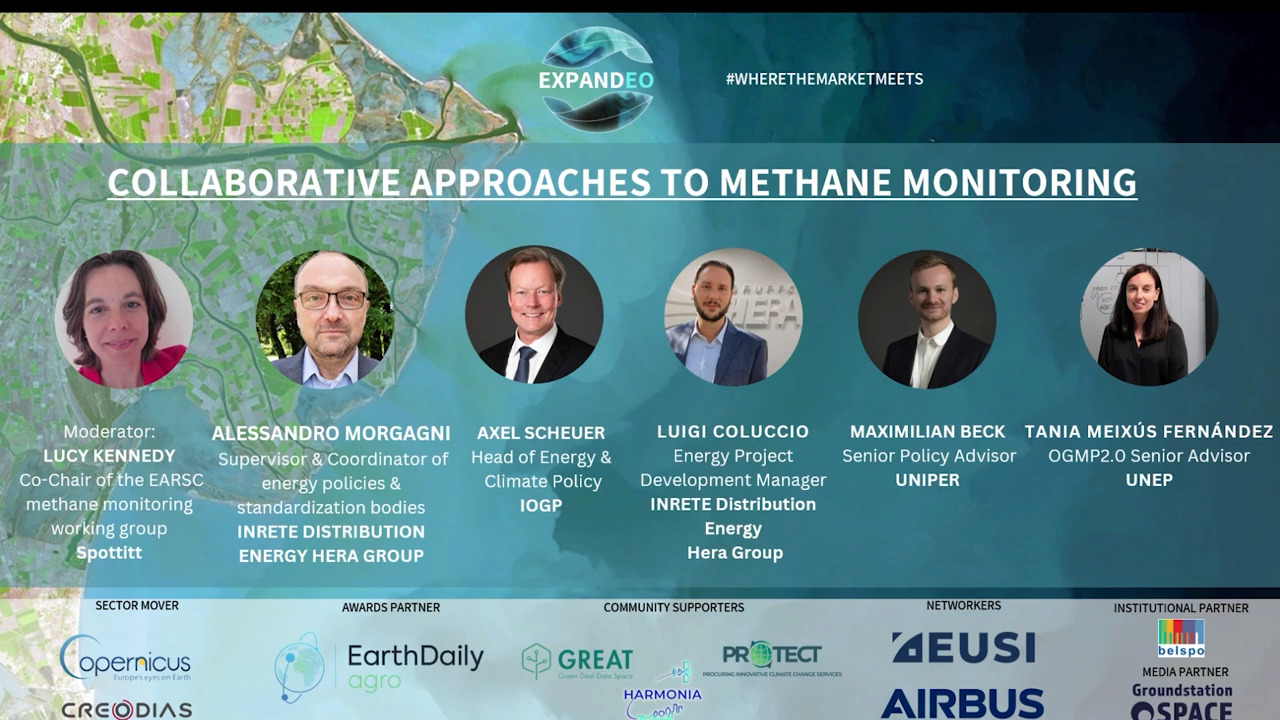 EXPANDEO
#WHERETHEMARKETMEETS
COLLABORATIVE APPROACHES TO METHANE MONITORING
Moderator:
LUCY KENNEDY
Co-Chair of the EARSC
methane monitoring
working group
Spottitt
ALESSANDRO MORGAGNI
Supervisor & Coordinator of
energy policies &
standardization bodies
INRETE DISTRIBUTION
ENERGY HERA GROUP
AXEL SCHEUER
Head of Energy &
Climate Policy
IOGP
LUIGI COLUCCIO
Energy Project
Development Manager
INRETE Distribution
Energy
Hera Group
MAXIMILIAN BECK
Senior Policy Advisor
UNIPER
TANIA MEIXÚS FERNÁNDEZ
OGMP2.0 Senior Advisor
UNEP
SECTOR MOVER
Copernicus
Europe's eyes on Earth
CREODIAS
AWARDS PARTNER
EarthDaily
agro
COMMUNITY SUPPORTERS
GREAT
Green Deal Data Space
PROTECT
PROCURING INNOVATIVE CLIMATE CHANGE SERVICES
HARMONIA
NETWORKERS
EUSI
AIRBUS
INSTITUTIONAL PARTNER
belspo
MEDIA PARTNER
Groundstation
SPACE